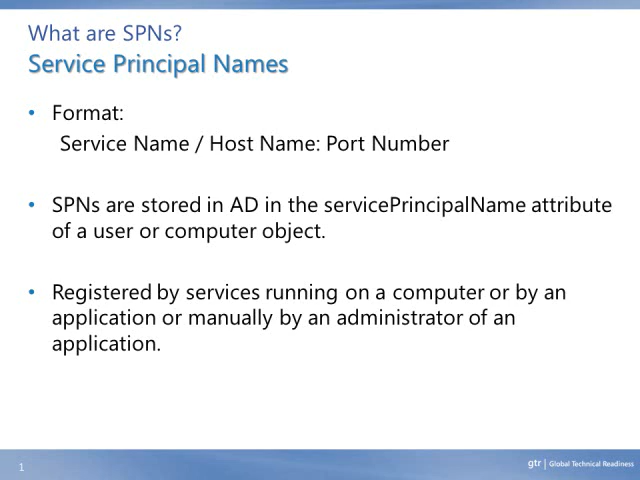 What are SPNs?
Service Principal Names
• Format:
Service Name / Host Name: Port Number
• SPNs are stored in AD in the servicePrincipalName attribute
of a user or computer object.
• Registered by services running on a computer or by an
application or manually by an administrator of an
application.
1
gtr | Global Technical Readiness